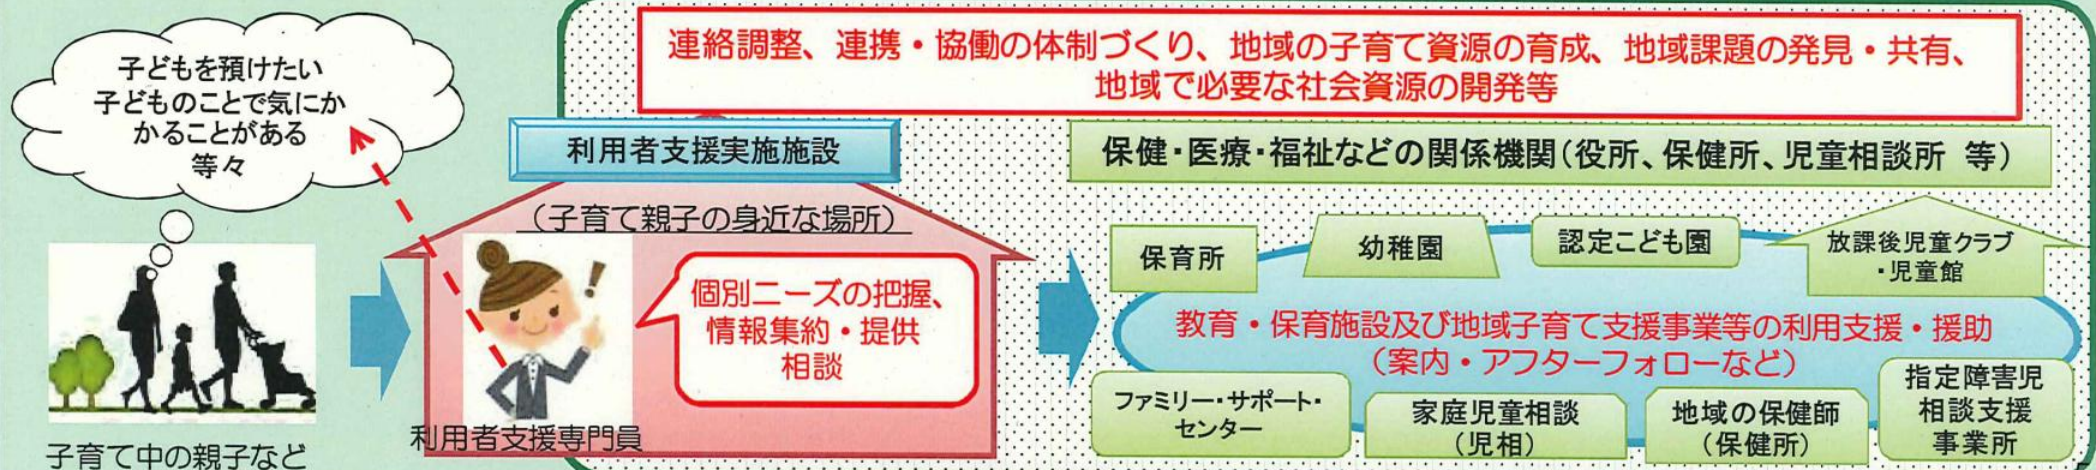 連絡調整、連携・協働の体制づくり、地域の子育て資源の育成、地域課題の発見・共有、
地域で必要な社会資源の開発等
子どもを預けたい
子どものことで気にか
かることがある
等々
利用者支援実施施設
保健・医療・福祉などの関係機関(役所、保健所、児童相談所 等)
(子育て親子の身近な場所)
保育所
幼稚園
認定こども園
放課後児童クラブ
・児童館
個別ニーズの把握、
情報集約・提供
相談
教育・保育施設及び地域子育て支援事業等の利用支援・援助
(案内・アフターフォローなど)
ファミリー・サポート・
センター
家庭児童相談
(児相)
地域の保健師
(保健所)
指定障害児
相談支援
事業所
利用者支援専門員
子育て中の親子など